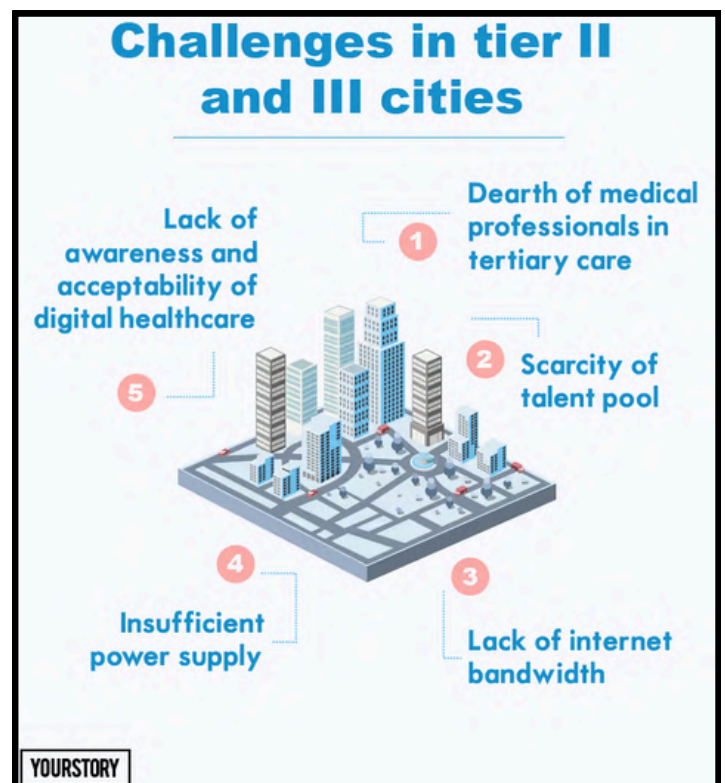 Challenges in tier II
and III cities
1
Dearth of medical
professionals in
tertiary care
2
Scarcity of
talent pool
3
Lack of internet
bandwidth
4
Insufficient
power supply
5
Lack of
awareness and
acceptability of
digital healthcare
YOURSTORY